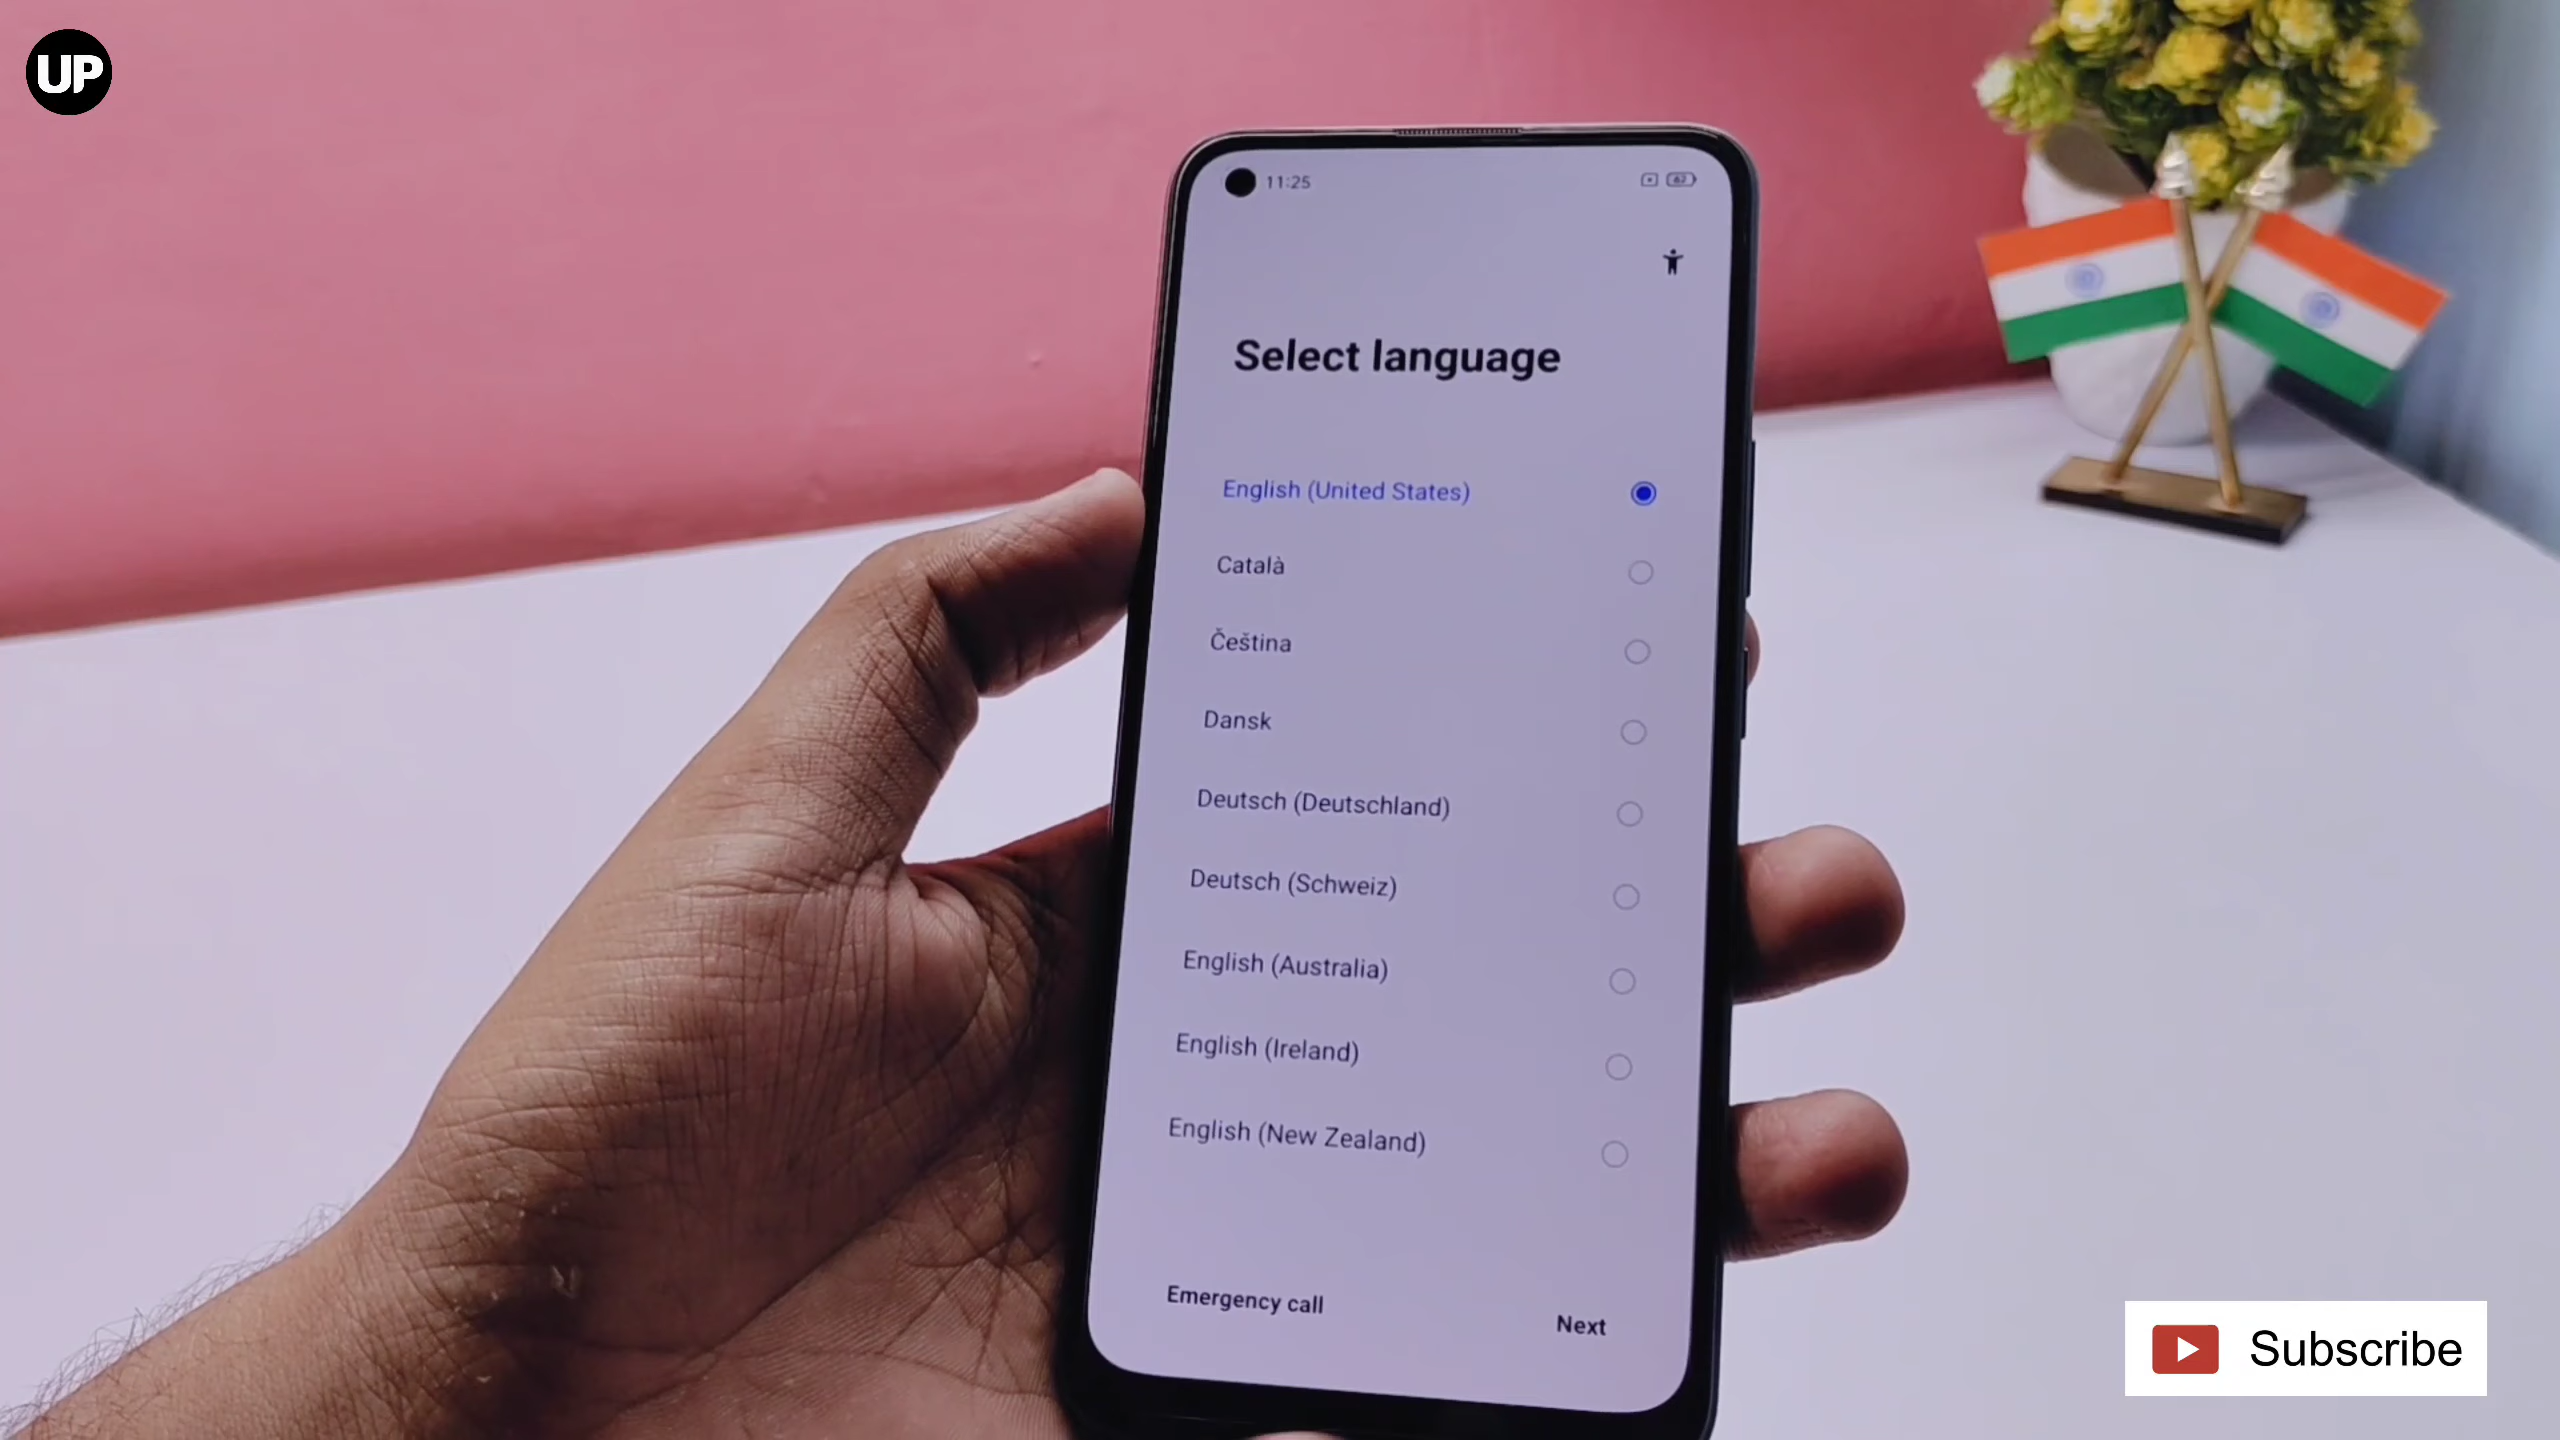 UP
11:25
62
Select language
English (United States)
Català
Čeština
Dansk
Deutsch (Deutschland)
Deutsch (Schweiz)
English (Australia)
English (Ireland)
English (New Zealand)
Emergency call
Next
Subscribe